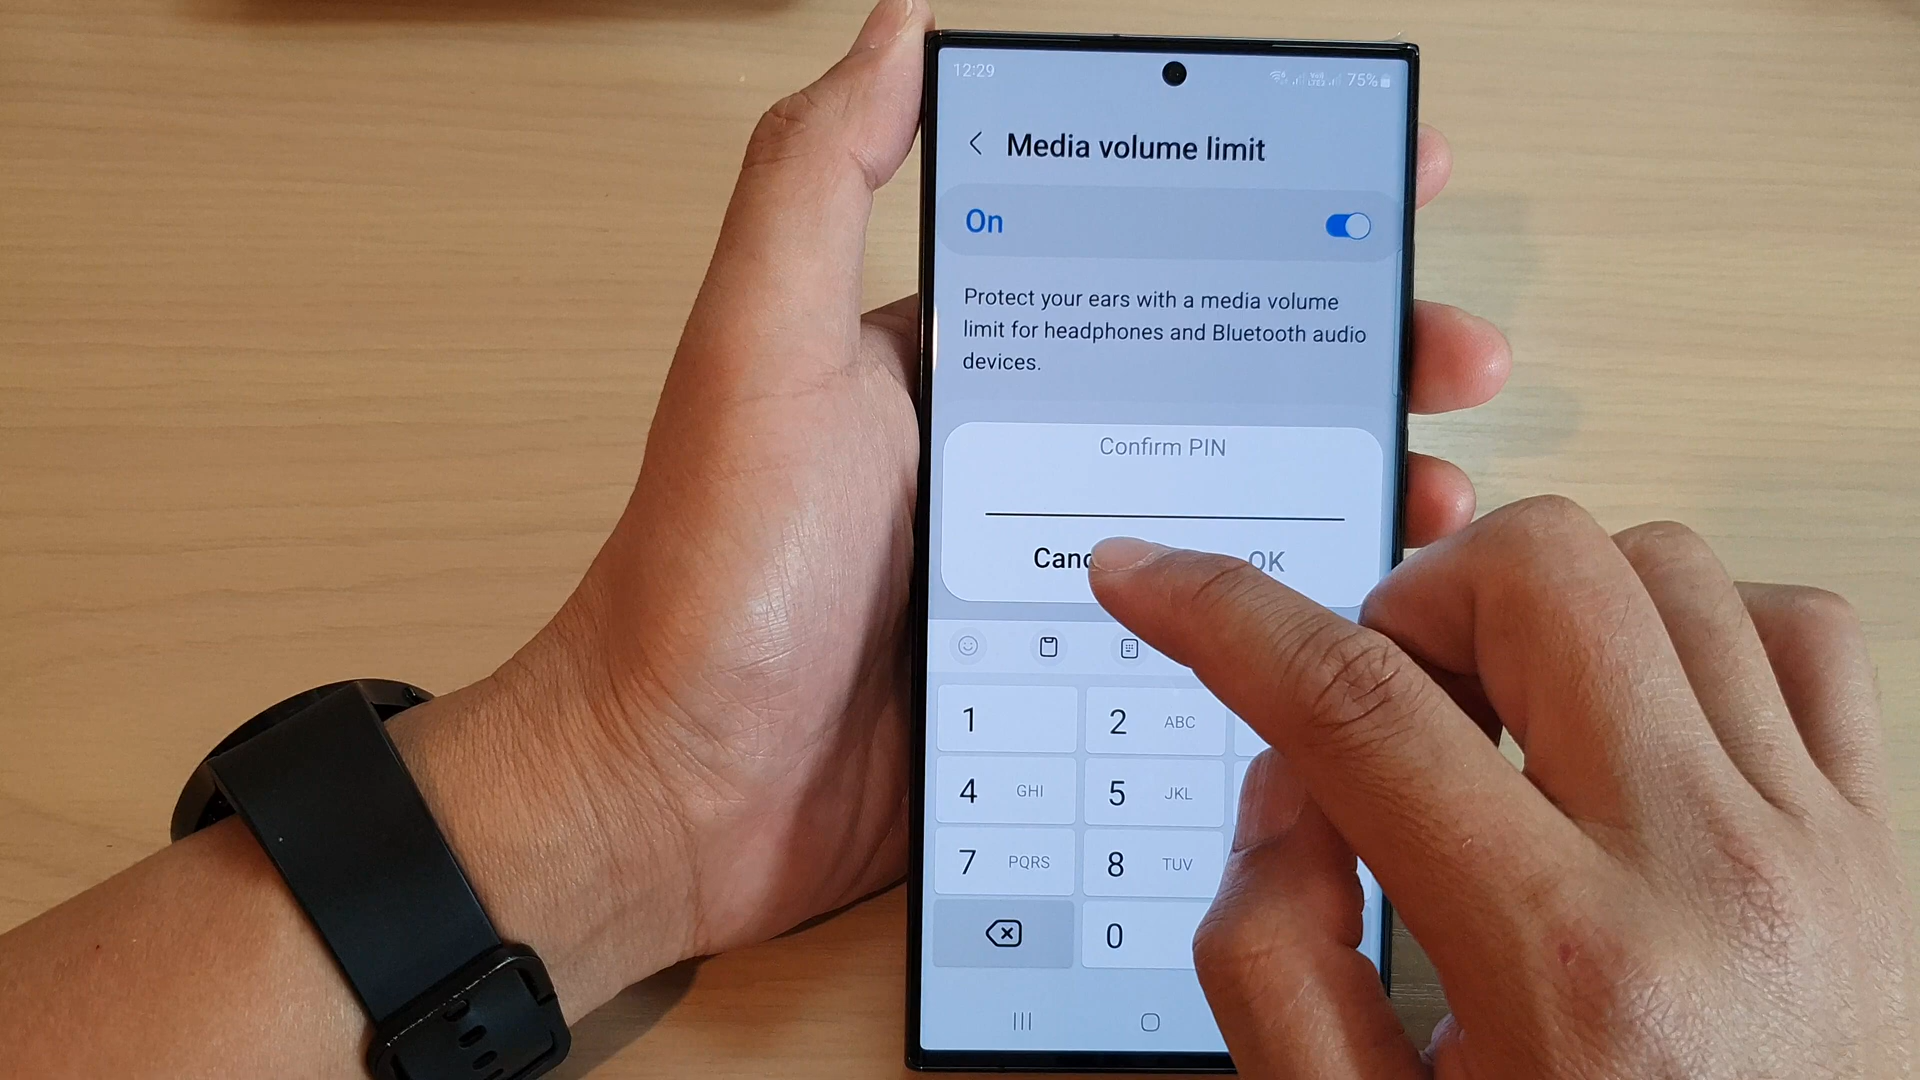 12:29
75%
Media volume limit
On
Protect your ears with a media volume
limit for headphones and Bluetooth audio
devices.
Confirm PIN
Canc OK
1 2 ABC
4 GHI 5 JKL
7 PQRS 8 TUV
0